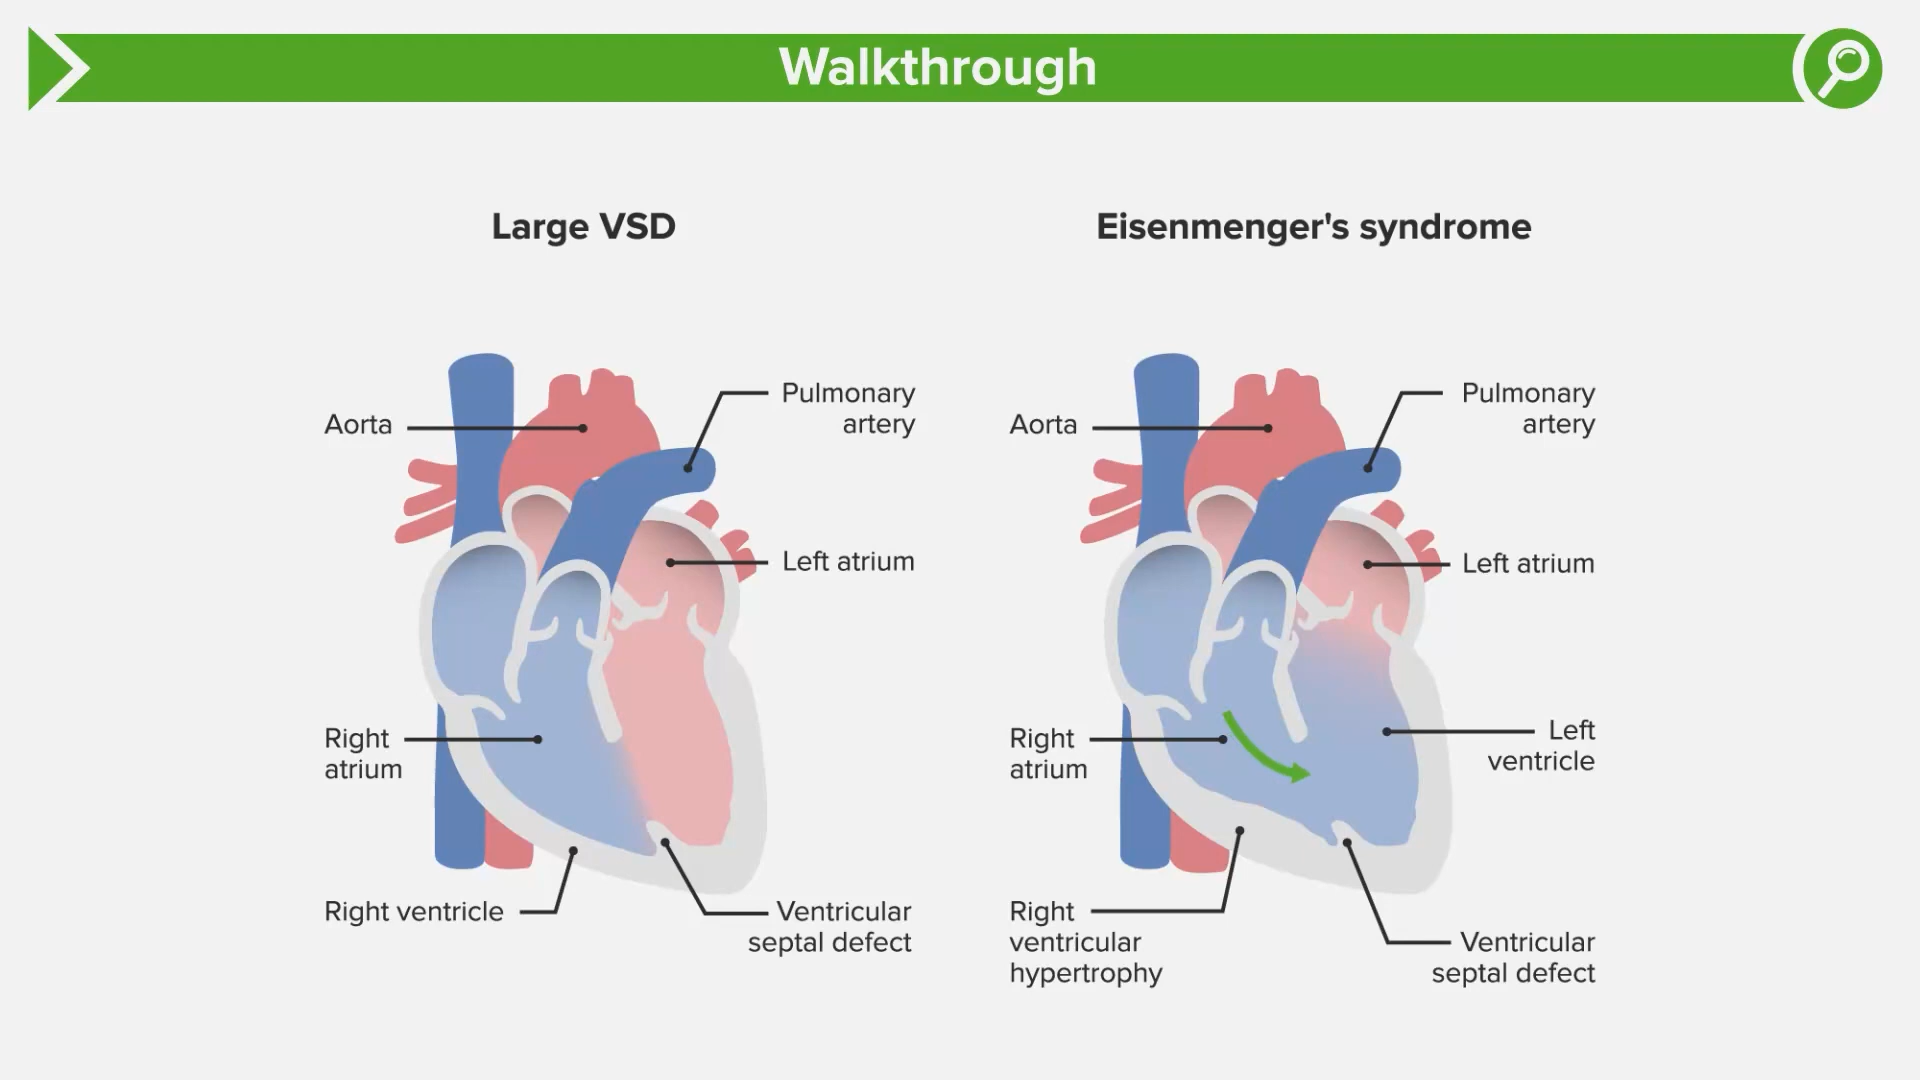 Walkthrough
Large VSD
Aorta
Pulmonary
artery
Left atrium
Right
atrium
Right ventricle
Ventricular
septal defect
Eisenmenger's syndrome
Aorta
Pulmonary
artery
Left atrium
Right
atrium
Left
ventricle
Right
ventricular
hypertrophy
Ventricular
septal defect